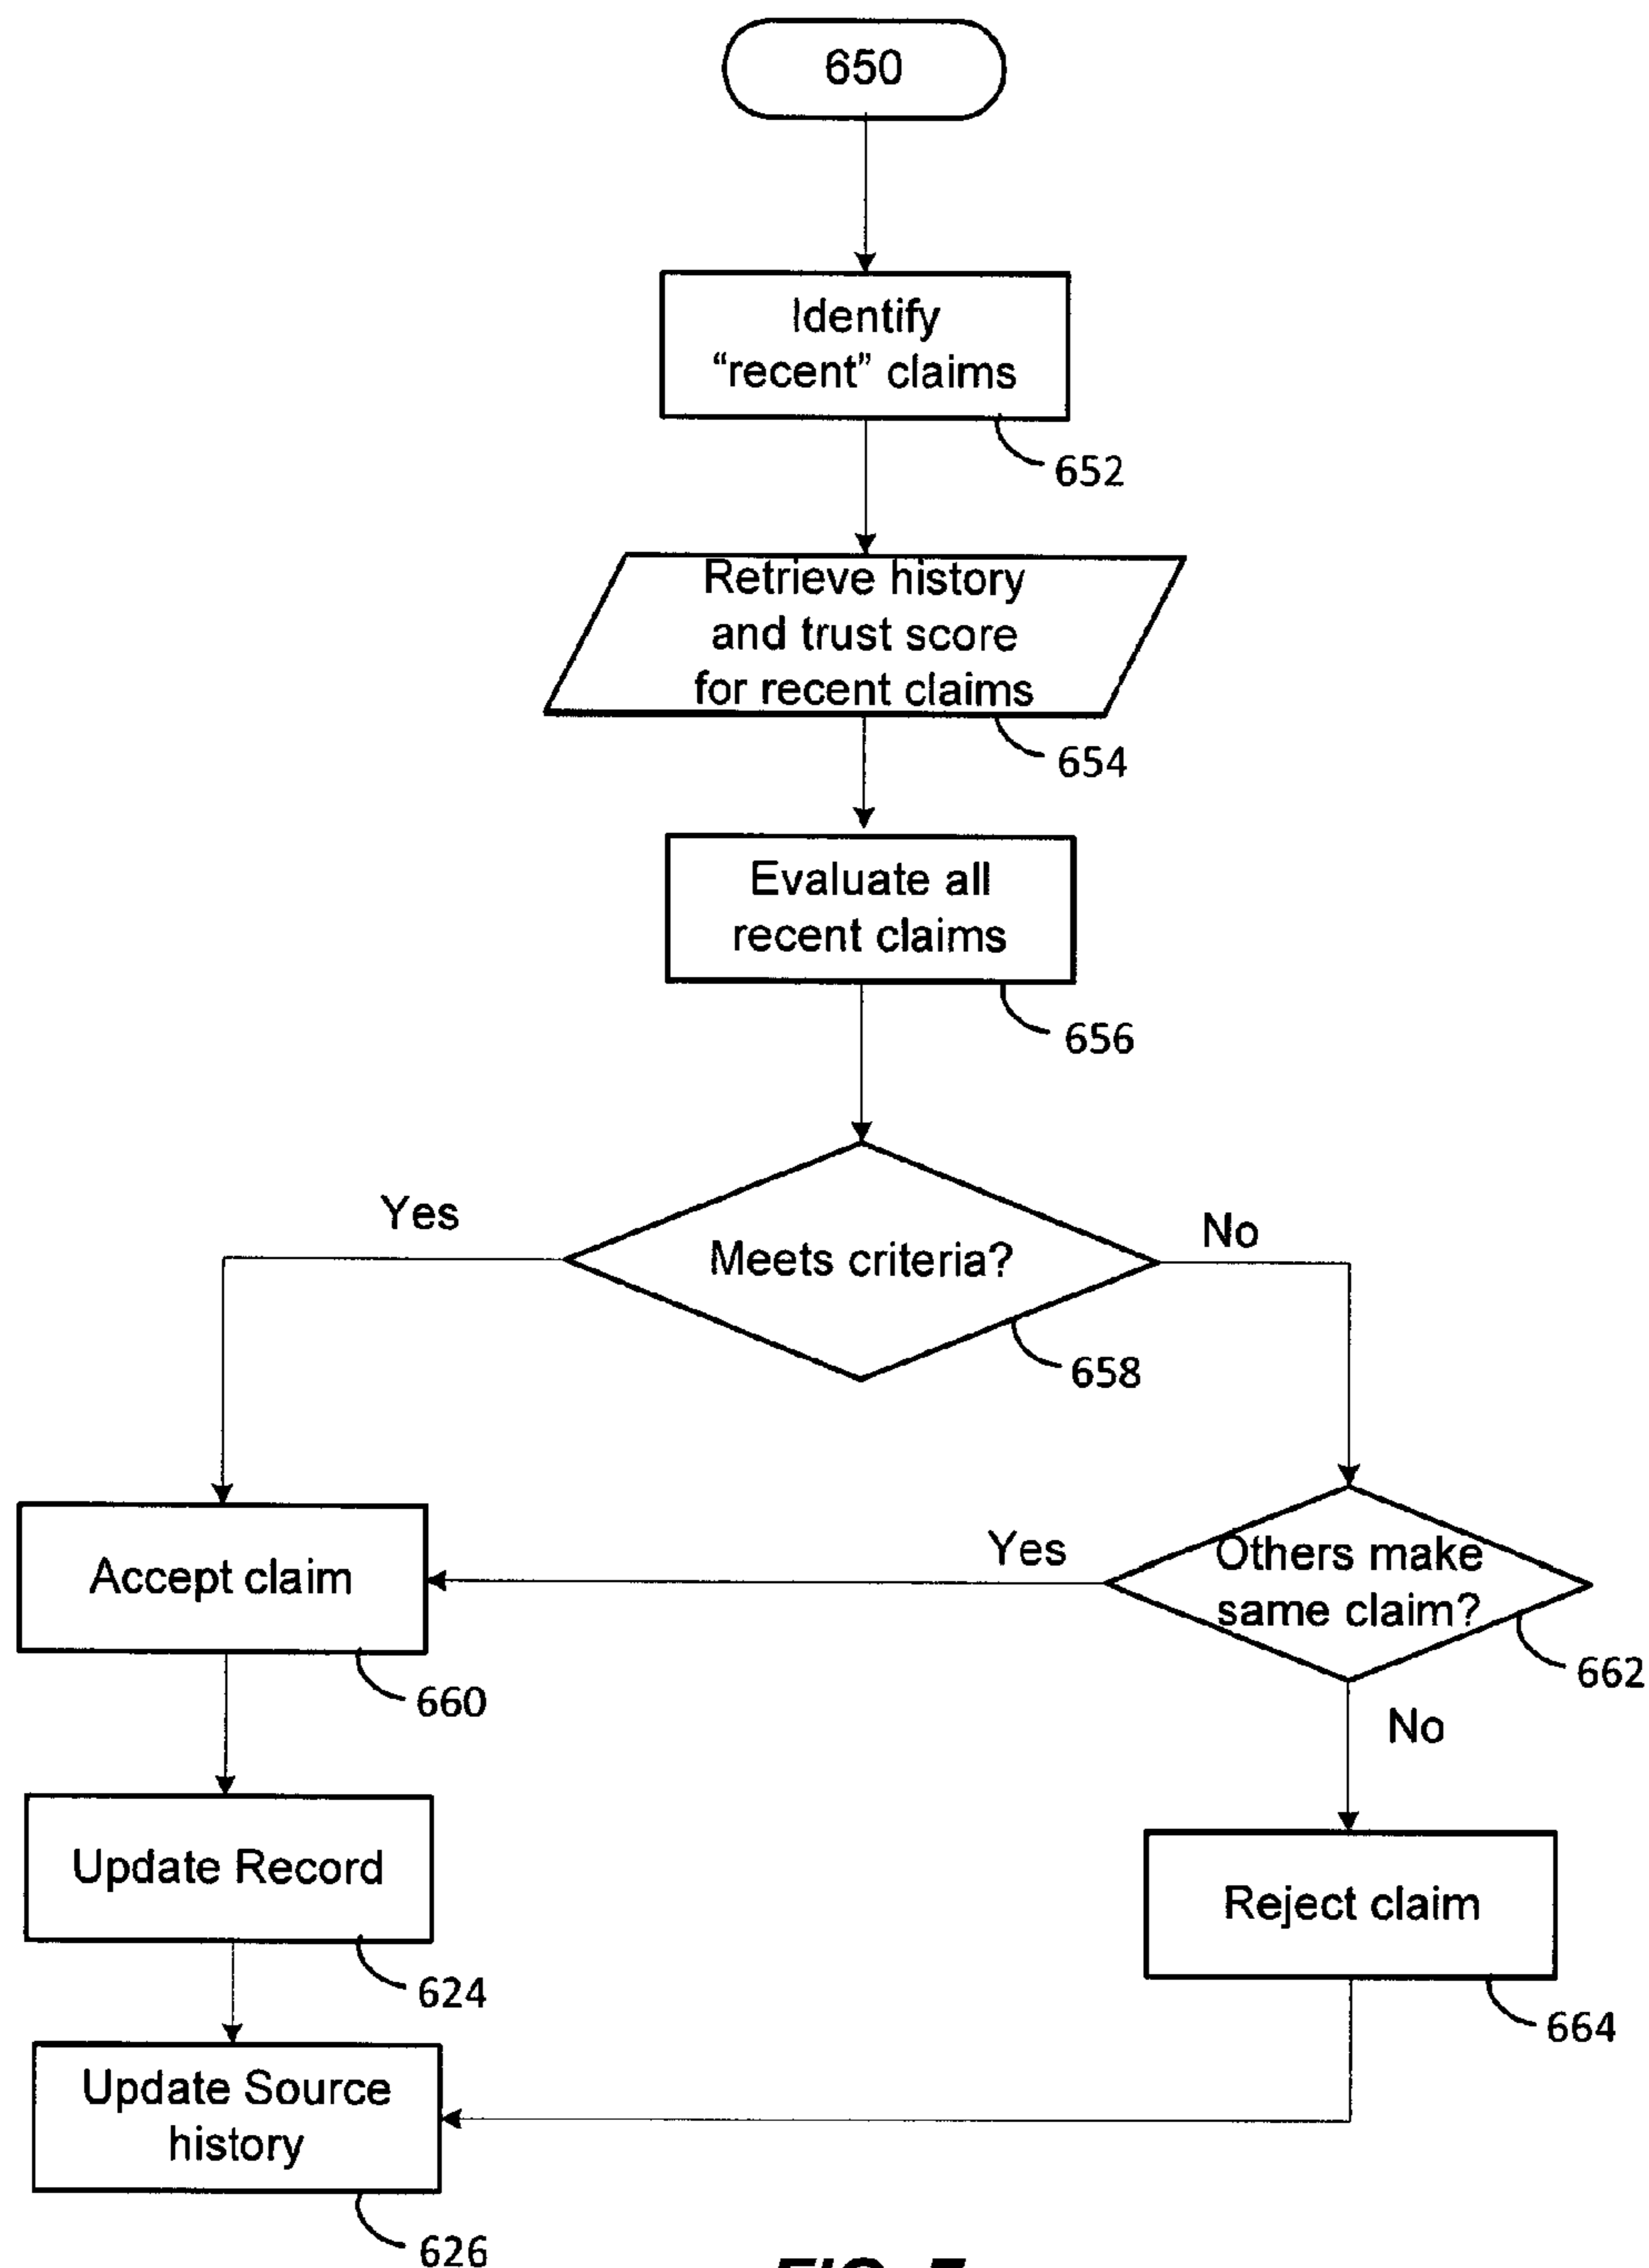 650
Identify
“recent” claims
652
Retrieve history
and trust score
for recent claims
654
Evaluate all
recent claims
656
Yes
Meets criteria?
No
658
Accept claim
660
Yes
Others make
same claim?
662
No
Update Record
624
Reject claim
664
Update Source
history
626